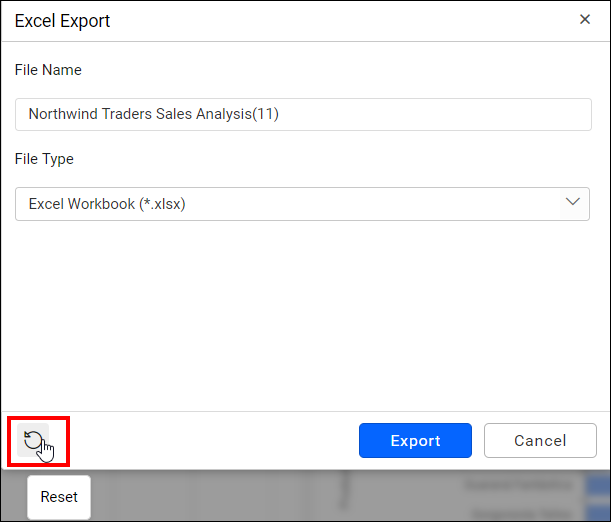 Excel Export
File Name
Northwind Traders Sales Analysis(11)
File Type
Excel Workbook (*.xlsx)
Export
Cancel
Reset